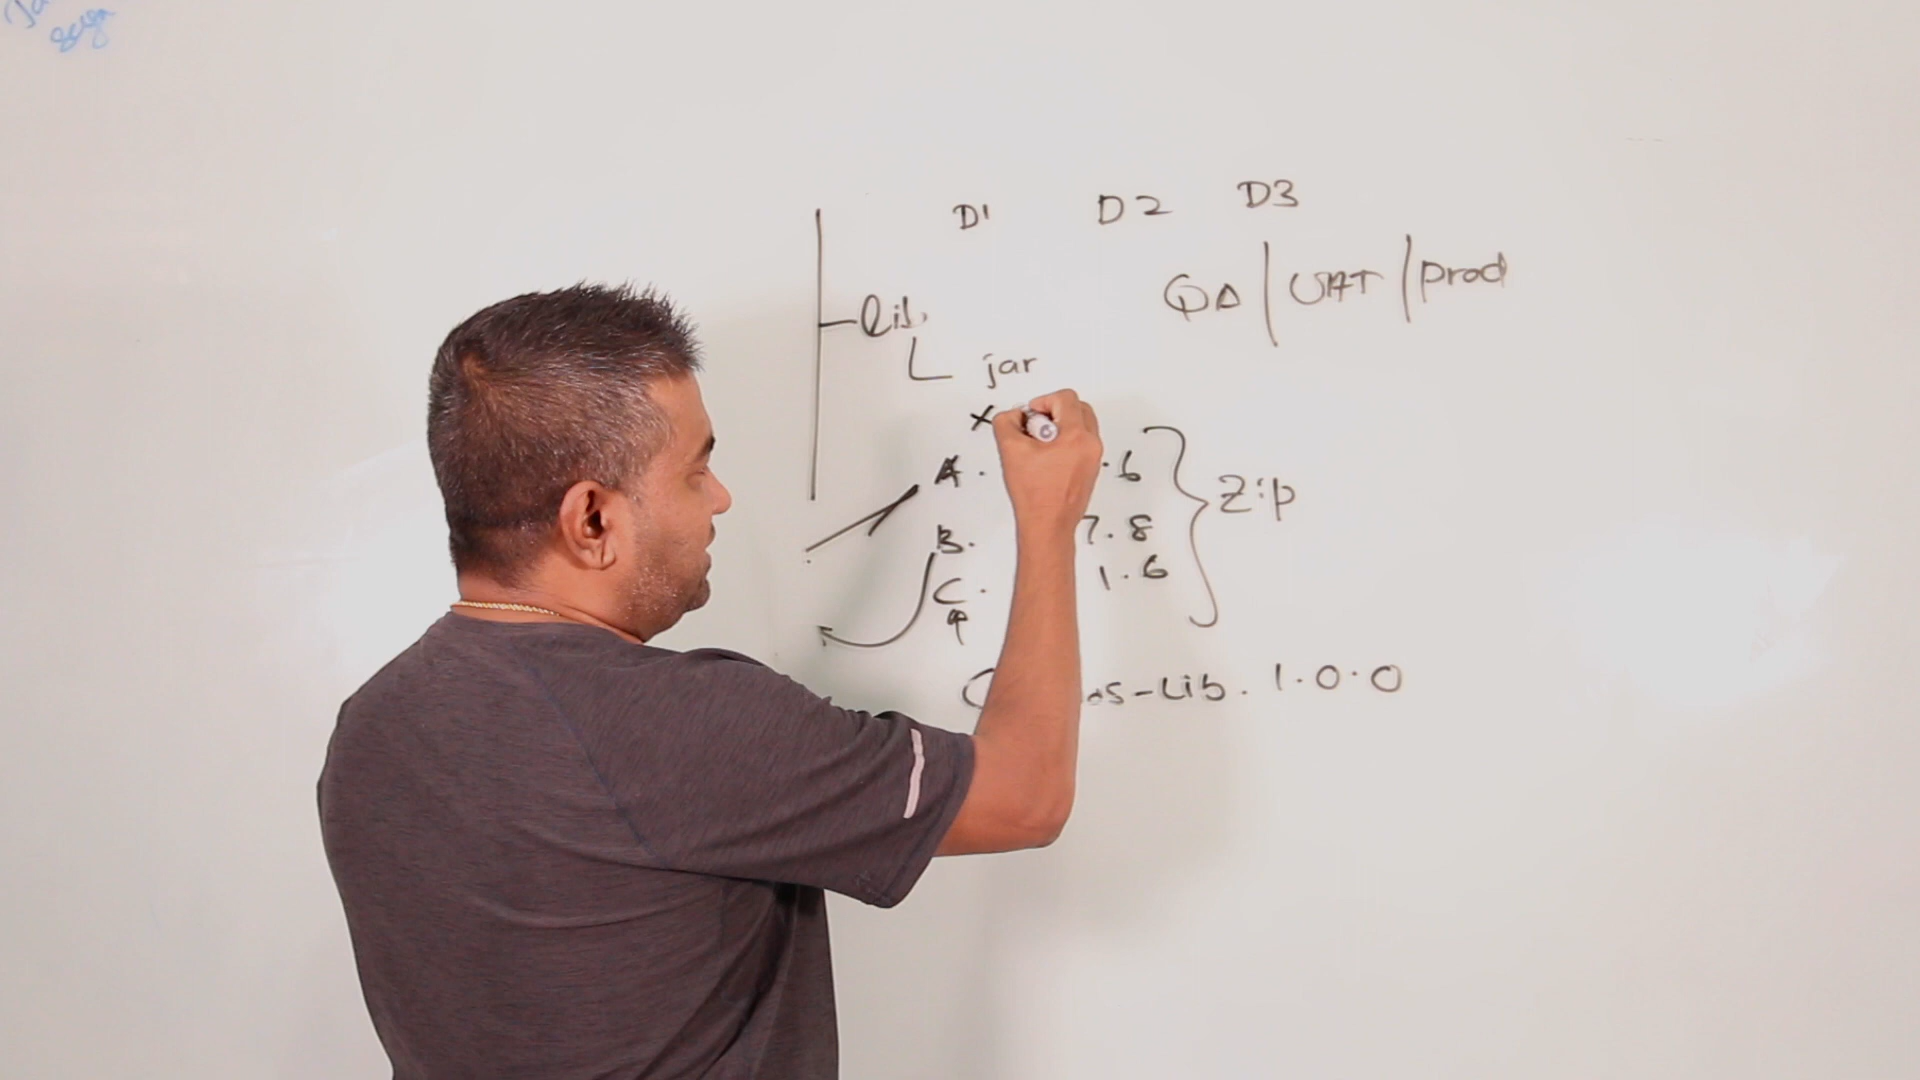 D1 D2 D3
QA | UAT | prod
lib
jar
X
A. .6
Zip
B. 7.8
C. 1.6
-Lib. 1.0.0